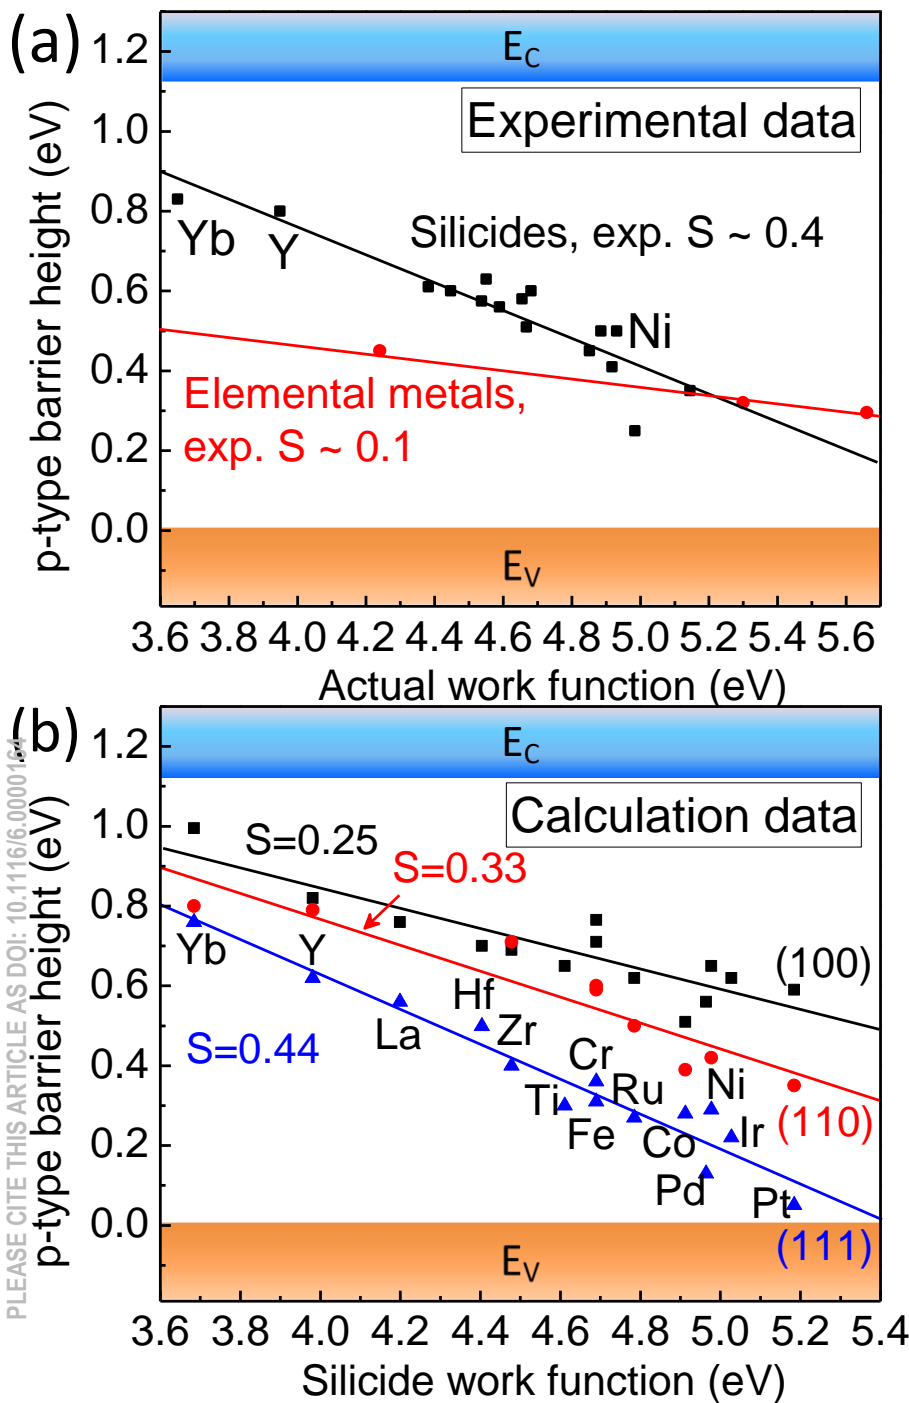 (a)
1.2
1.0
0.8
0.6
0.4
0.2
0.0
p-type barrier height (eV)
E_C
Experimental data
Silicides, exp. S ~ 0.4
Yb
Y
Ni
Elemental metals,
exp. S ~ 0.1
E_V
3.6 4.0 4.2 4.4 4.6 4.8 5.0 5.2 5.4 5.6
Actual work function (eV)
(b)
1.2
1.0
0.8
0.6
0.4
0.2
0.0
p-type barrier height (eV)
E_C
Calculation data
S=0.25
S=0.33
S=0.44
(100)
(110)
(111)
Yb
Y
La
Hf
Zr
Ti
Cr
Fe
Ru
Co
Ni
Pd
Ir
Pt
E_V
3.6 4.0 4.2 4.4 4.6 4.8 5.0 5.2 5.4
Silicide work function (eV)
PLEASE CITE THIS ARTICLE AS DOI: 10.1116/6.0000164